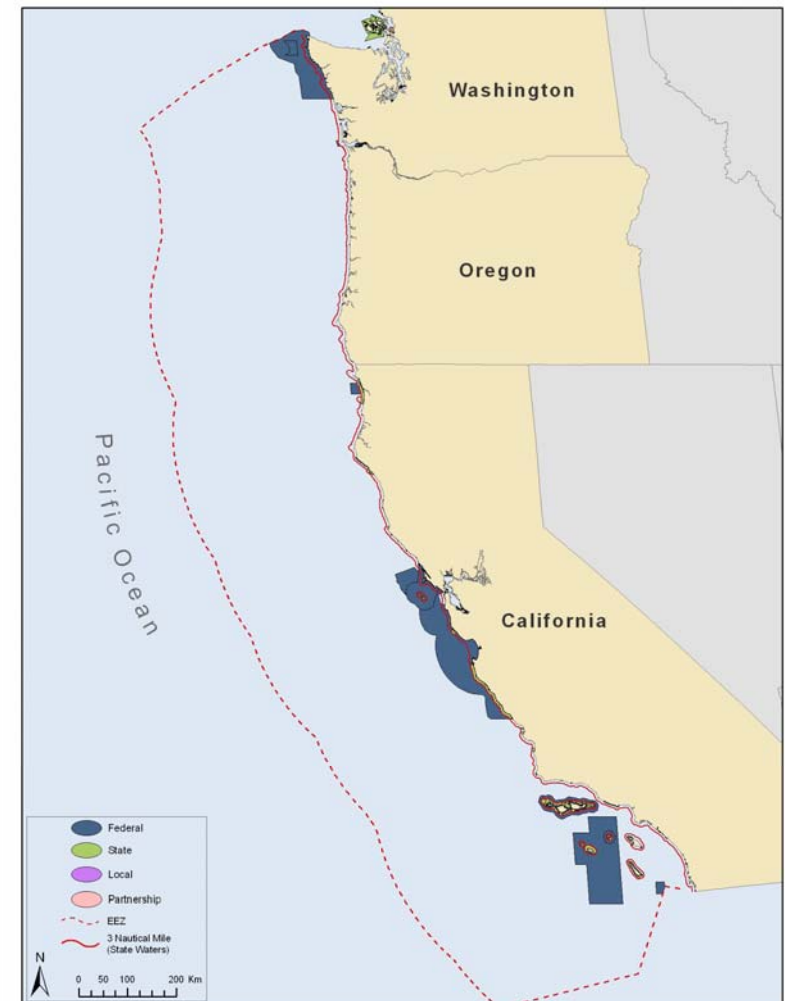 Washington
Oregon
Pacific Ocean
California
Federal
State
Local
Partnership
EEZ
3 Nautical Mile
(State Waters)
N
0 50 100 200 Km